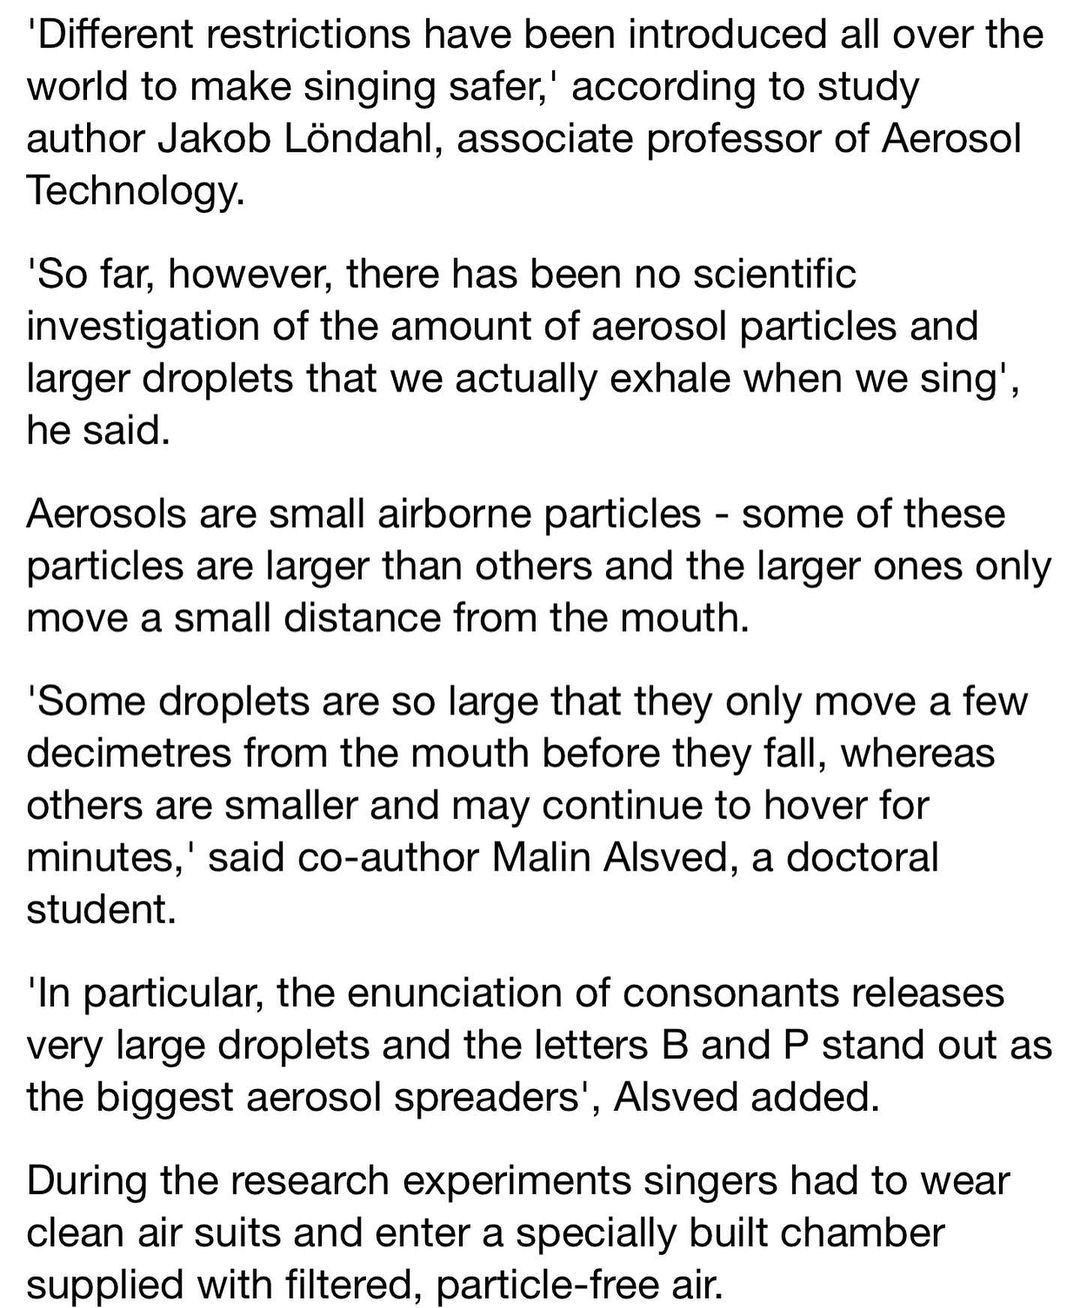 'Different restrictions have been introduced all over the
world to make singing safer,' according to study
author Jakob Löndahl, associate professor of Aerosol
Technology.
'So far, however, there has been no scientific
investigation of the amount of aerosol particles and
larger droplets that we actually exhale when we sing',
he said.
Aerosols are small airborne particles - some of these
particles are larger than others and the larger ones only
move a small distance from the mouth.
'Some droplets are so large that they only move a few
decimetres from the mouth before they fall, whereas
others are smaller and may continue to hover for
minutes,' said co-author Malin Alsved, a doctoral
student.
'In particular, the enunciation of consonants releases
very large droplets and the letters B and P stand out as
the biggest aerosol spreaders', Alsved added.
During the research experiments singers had to wear
clean air suits and enter a specially built chamber
supplied with filtered, particle-free air.